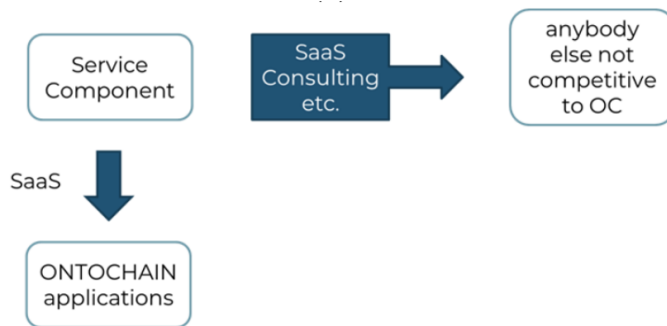 Service
Component
SaaS
Consulting
etc.
anybody
else not
competitive
to OC
SaaS
ONTOCHAIN
applications